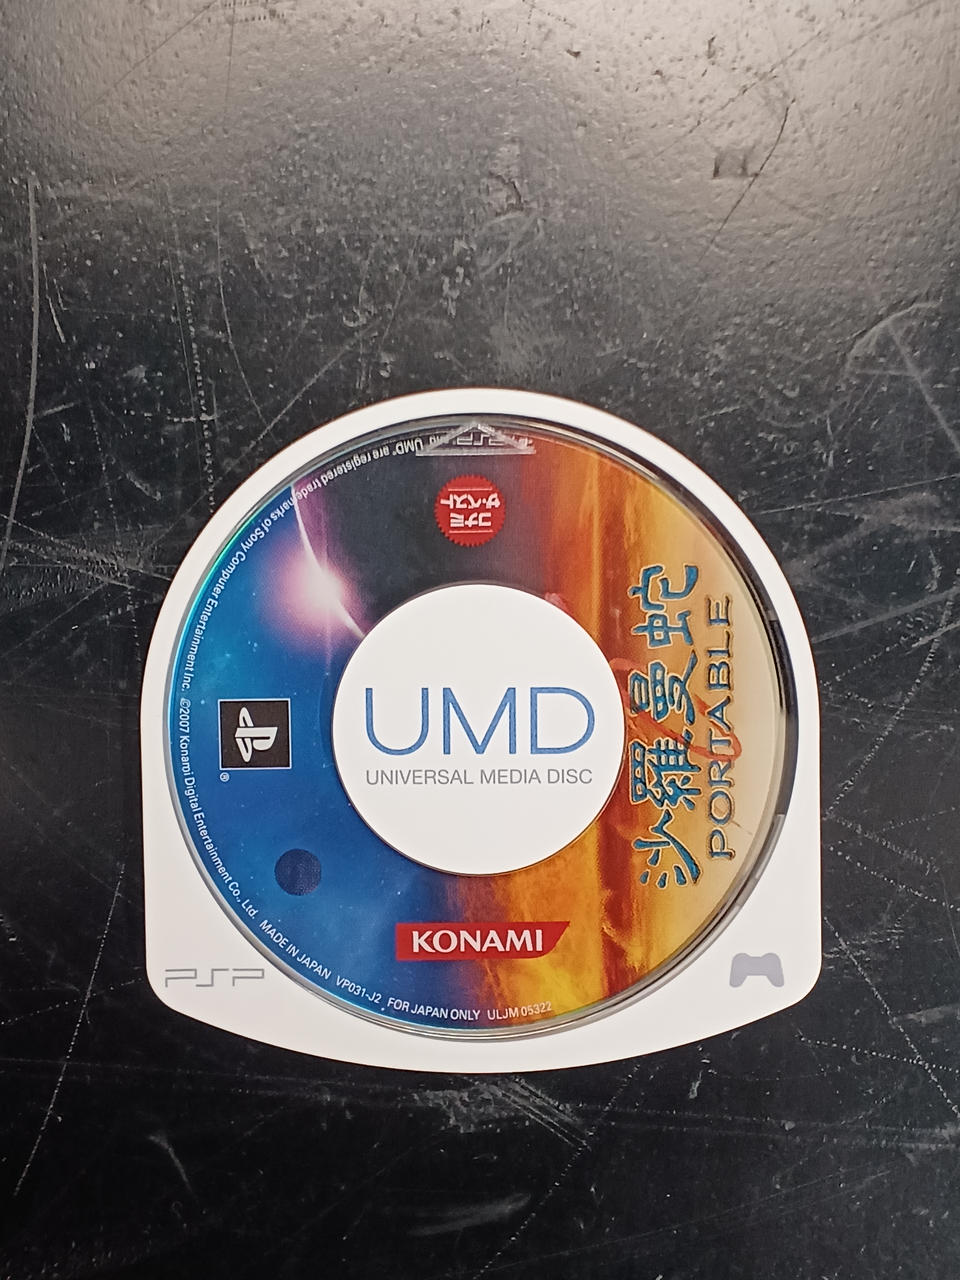 コナミ
ザ・ベスト
沙羅曼蛇
PORTABLE
UMD
UNIVERSAL MEDIA DISC
®
KONAMI
PSP
and "UMD" are registered trademarks of Sony Computer Entertainment Inc. ©2007 Konami Digital Entertainment Co., Ltd. MADE IN JAPAN VP031-J2 FOR JAPAN ONLY ULJM 05322